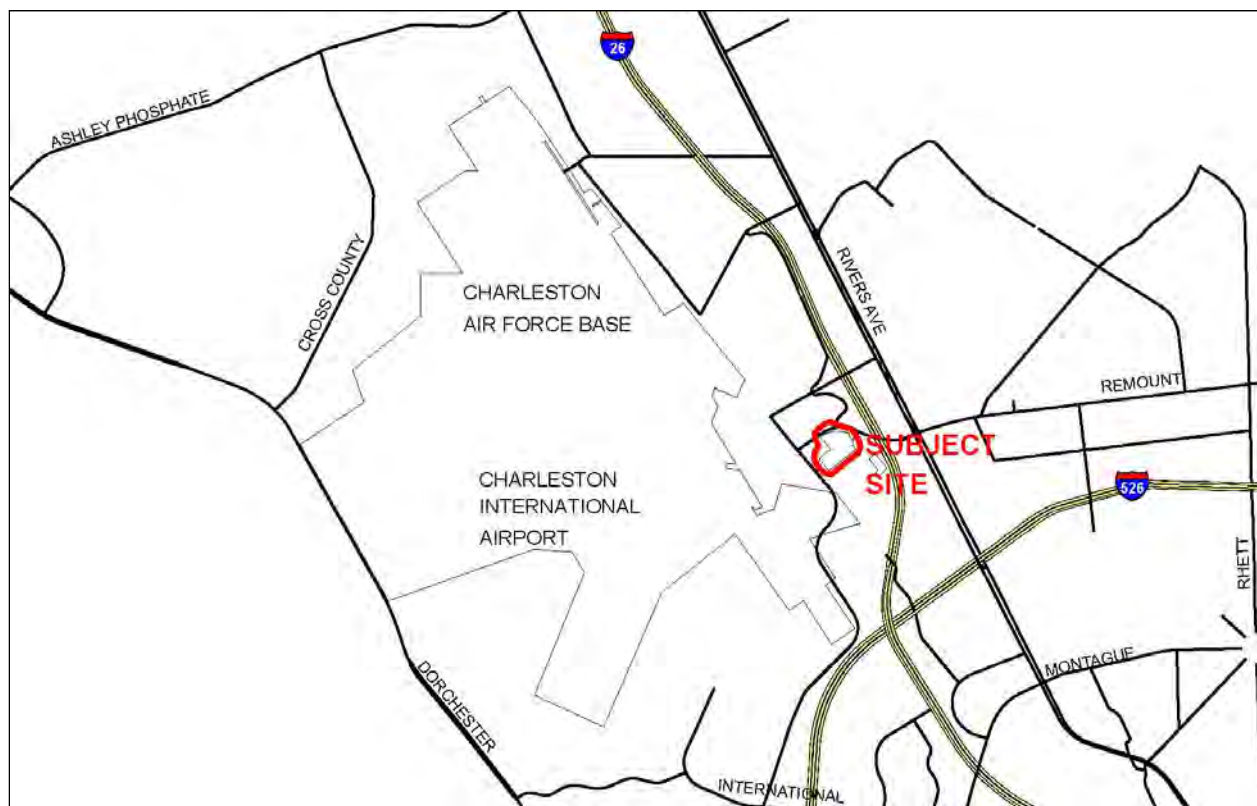 26
ASHLEY PHOSPHATE
CROSS COUNTY
RIVERS AVE
CHARLESTON
AIR FORCE BASE
REMOUNT
SUBJECT
SITE
CHARLESTON
INTERNATIONAL
AIRPORT
526
RHETT
MONTAGUE
DORCHESTER
INTERNATIONAL